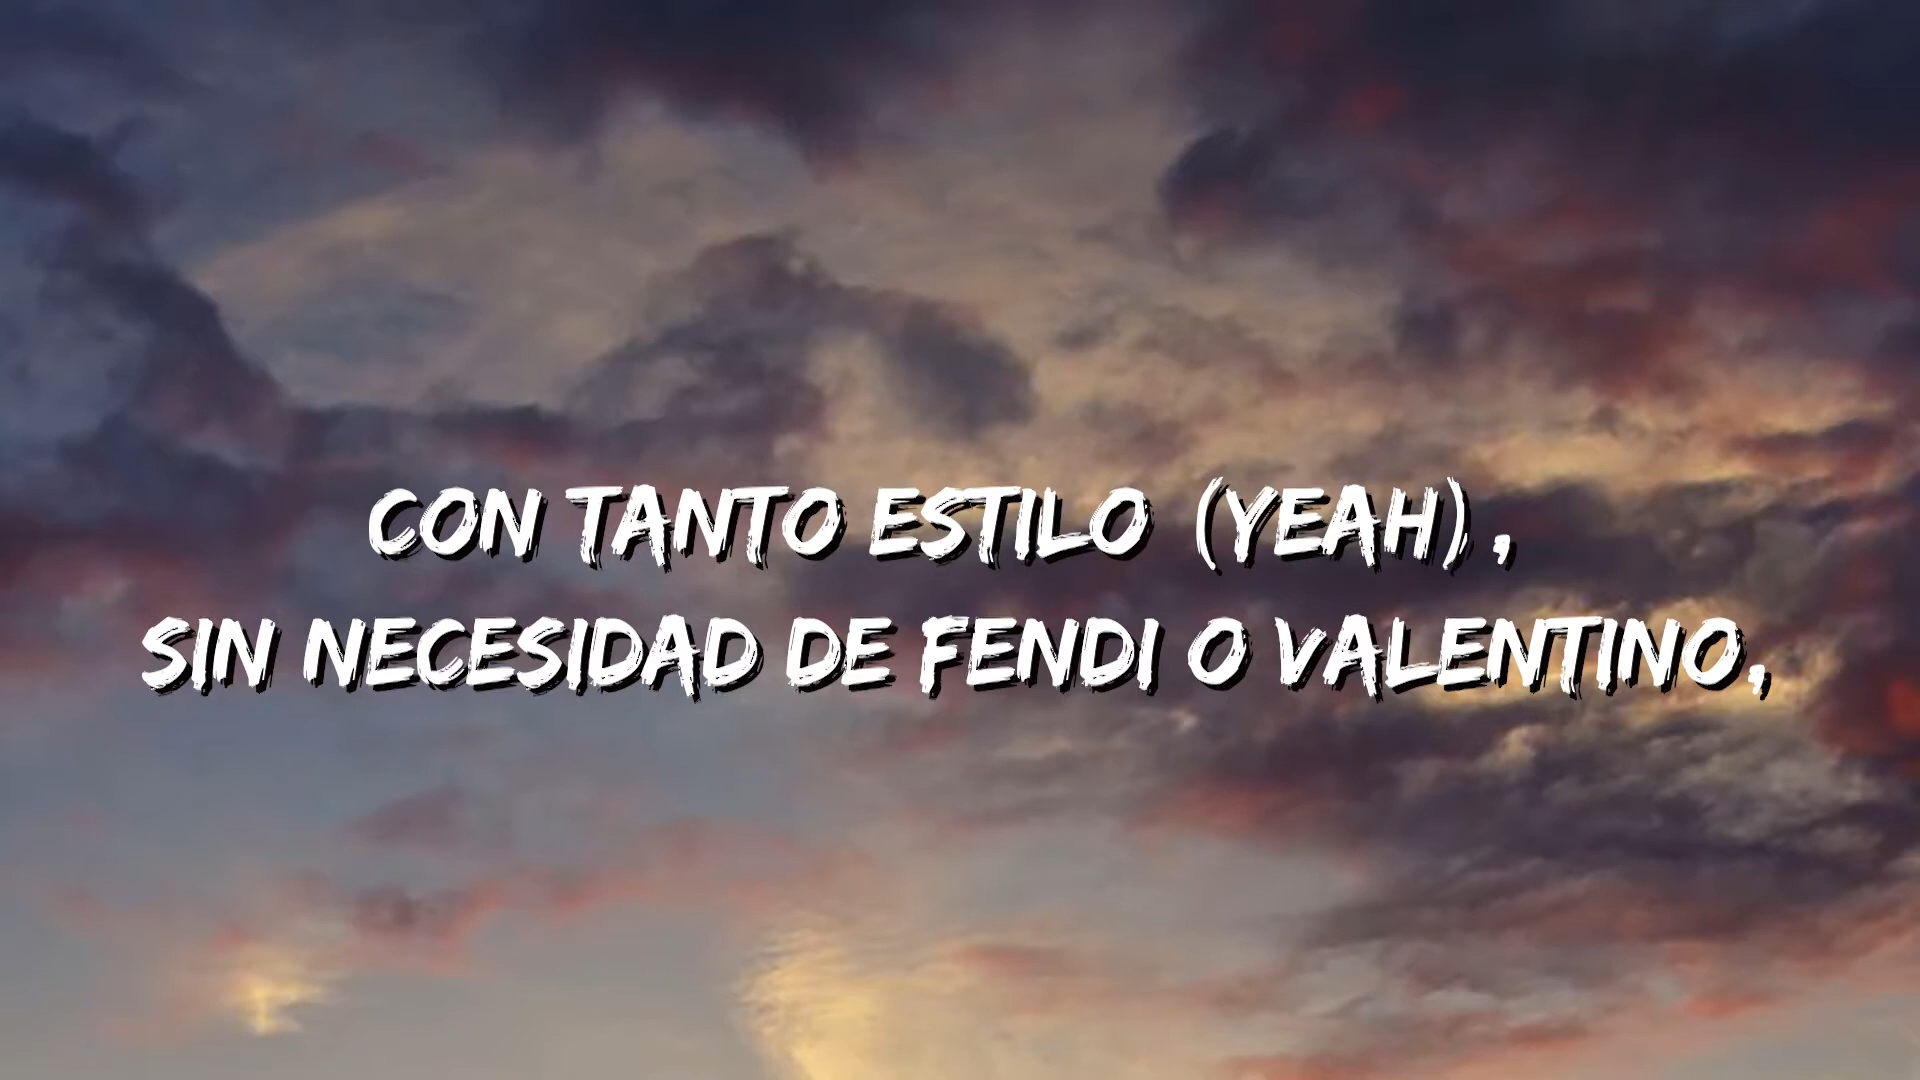 CON TANTO ESTILO (YEAH) ,
SIN NECESIDAD DE FENDI O VALENTINO,